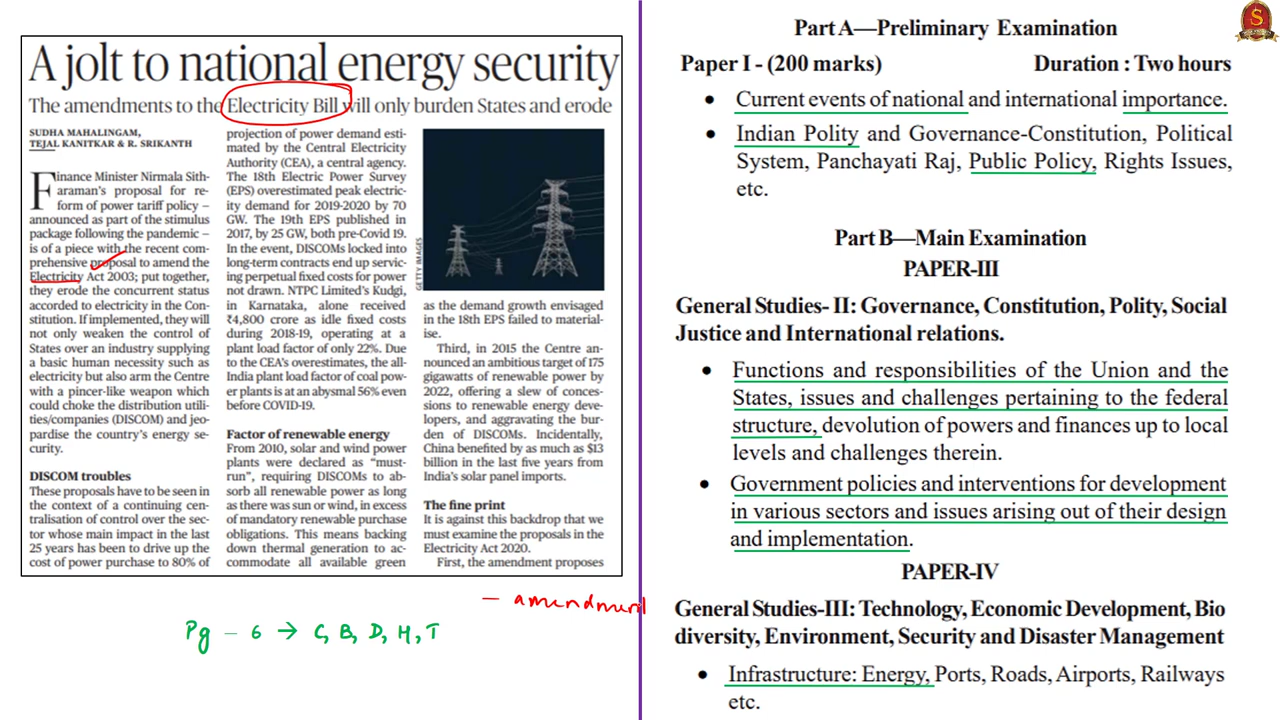 A jolt to national energy security
The amendments to the Electricity Bill will only burden States and erode
SUDHA MAHALINGAM,
TEJAL KANITKAR & R. SRIKANTH
Finance Minister Nirmala Sith-
araman's proposal for re-
form of power tariff policy –
announced as part of the stimulus
package following the pandemic –
is of a piece with the recent com-
prehensive proposal to amend the
Electricity Act 2003; put together,
they erode the concurrent status
accorded to electricity in the Con-
stitution. If implemented, they will
not only weaken the control of
States over an industry supplying
a basic human necessity such as
electricity but also arm the Centre
with a pincer-like weapon which
could choke the distribution utili-
ties/companies (DISCOM) and jeo-
pardise the country's energy se-
curity.
DISCOM troubles
These proposals have to be seen in
the context of a continuing cen-
tralisation of control over the sec-
tor whose main impact in the last
25 years has been to drive up the
cost of power purchase to 80% of
projection of power demand esti-
mated by the Central Electricity
Authority (CEA), a central agency.
The 18th Electric Power Survey
(EPS) overestimated peak electric-
ity demand for 2019-2020 by 70
GW. The 19th EPS published in
2017, by 25 GW, both pre-Covid 19.
In the event, DISCOMs locked into
long-term contracts end up servic-
ing perpetual fixed costs for power
not drawn. NTPC Limited's Kudgi,
in Karnataka, alone received
₹4,800 crore as idle fixed costs
during 2018-19, operating at a
plant load factor of only 22%. Due
to the CEA's overestimates, the all-
India plant load factor of coal pow-
er plants is at an abysmal 56% even
before COVID-19.
Factor of renewable energy
From 2010, solar and wind power
plants were declared as “must-
run”, requiring DISCOMs to ab-
sorb all renewable power as long
as there was sun or wind, in excess
of mandatory renewable purchase
obligations. This means backing
down thermal generation to ac-
commodate all available green
GETTY IMAGES
as the demand growth envisaged
in the 18th EPS failed to material-
ise.
Third, in 2015 the Centre an-
nounced an ambitious target of 175
gigawatts of renewable power by
2022, offering a slew of conces-
sions to renewable energy deve-
lopers, and aggravating the bur-
den of DISCOMs. Incidentally,
China benefited by as much as $13
billion in the last five years from
India's solar panel imports.
The fine print
It is against this backdrop that we
must examine the proposals in the
Electricity Act 2020.
First, the amendment proposes
– amendment
Pg – 6 → C, B, D, H, T
Part A—Preliminary Examination
Paper I - (200 marks) Duration : Two hours
• Current events of national and international importance.
• Indian Polity and Governance-Constitution, Political
System, Panchayati Raj, Public Policy, Rights Issues,
etc.
Part B—Main Examination
PAPER-III
General Studies- II: Governance, Constitution, Polity, Social
Justice and International relations.
• Functions and responsibilities of the Union and the
States, issues and challenges pertaining to the federal
structure, devolution of powers and finances up to local
levels and challenges therein.
• Government policies and interventions for development
in various sectors and issues arising out of their design
and implementation.
PAPER-IV
General Studies-III: Technology, Economic Development, Bio
diversity, Environment, Security and Disaster Management
• Infrastructure: Energy, Ports, Roads, Airports, Railways
etc.